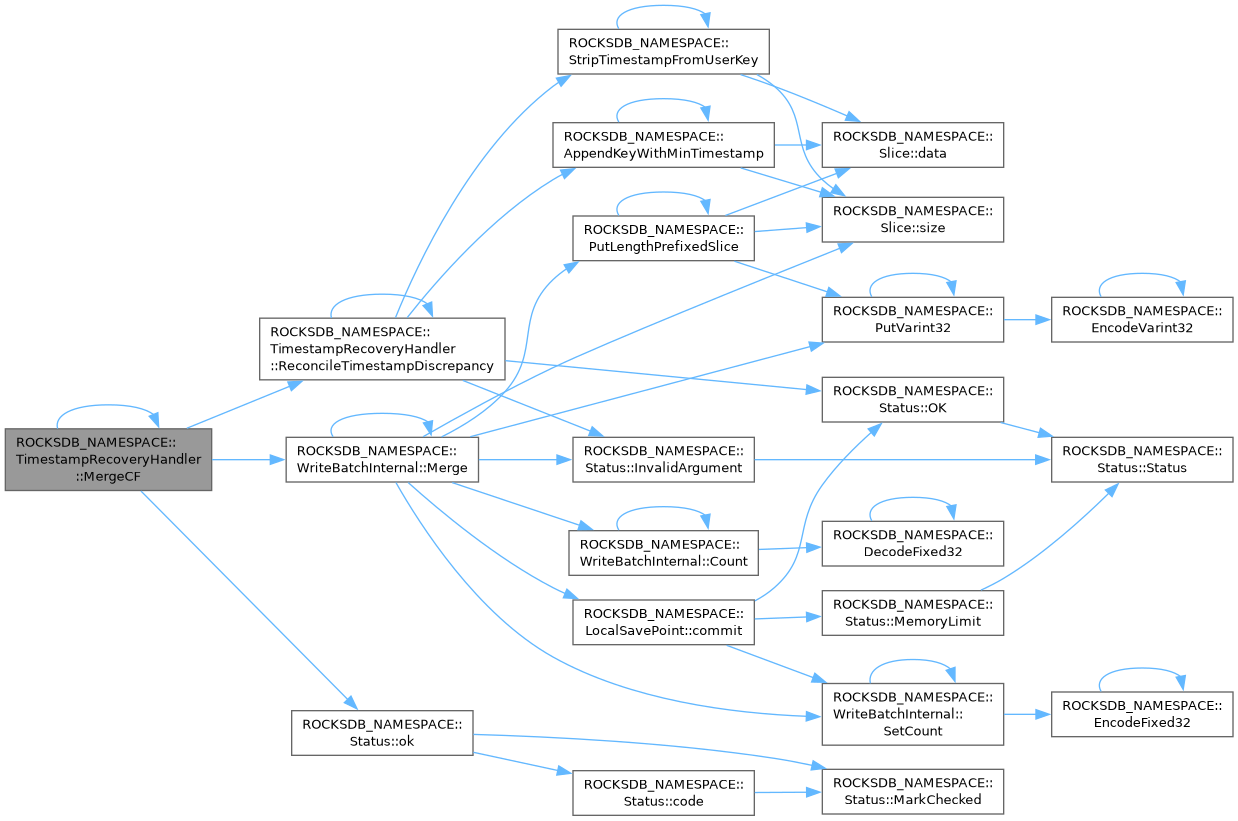 ROCKSDB_NAMESPACE::
TimestampRecoveryHandler
::MergeCF
ROCKSDB_NAMESPACE::
TimestampRecoveryHandler
::ReconcileTimestampDiscrepancy
ROCKSDB_NAMESPACE::
WriteBatchInternal::Merge
ROCKSDB_NAMESPACE::
Status::ok
ROCKSDB_NAMESPACE::
StripTimestampFromUserKey
ROCKSDB_NAMESPACE::
AppendKeyWithMinTimestamp
ROCKSDB_NAMESPACE::
PutLengthPrefixedSlice
ROCKSDB_NAMESPACE::
Status::InvalidArgument
ROCKSDB_NAMESPACE::
WriteBatchInternal::Count
ROCKSDB_NAMESPACE::
LocalSavePoint::commit
ROCKSDB_NAMESPACE::
Status::code
ROCKSDB_NAMESPACE::
Slice::data
ROCKSDB_NAMESPACE::
Slice::size
ROCKSDB_NAMESPACE::
PutVarint32
ROCKSDB_NAMESPACE::
Status::OK
ROCKSDB_NAMESPACE::
DecodeFixed32
ROCKSDB_NAMESPACE::
Status::MemoryLimit
ROCKSDB_NAMESPACE::
WriteBatchInternal::
SetCount
ROCKSDB_NAMESPACE::
Status::MarkChecked
ROCKSDB_NAMESPACE::
EncodeVarint32
ROCKSDB_NAMESPACE::
Status::Status
ROCKSDB_NAMESPACE::
EncodeFixed32